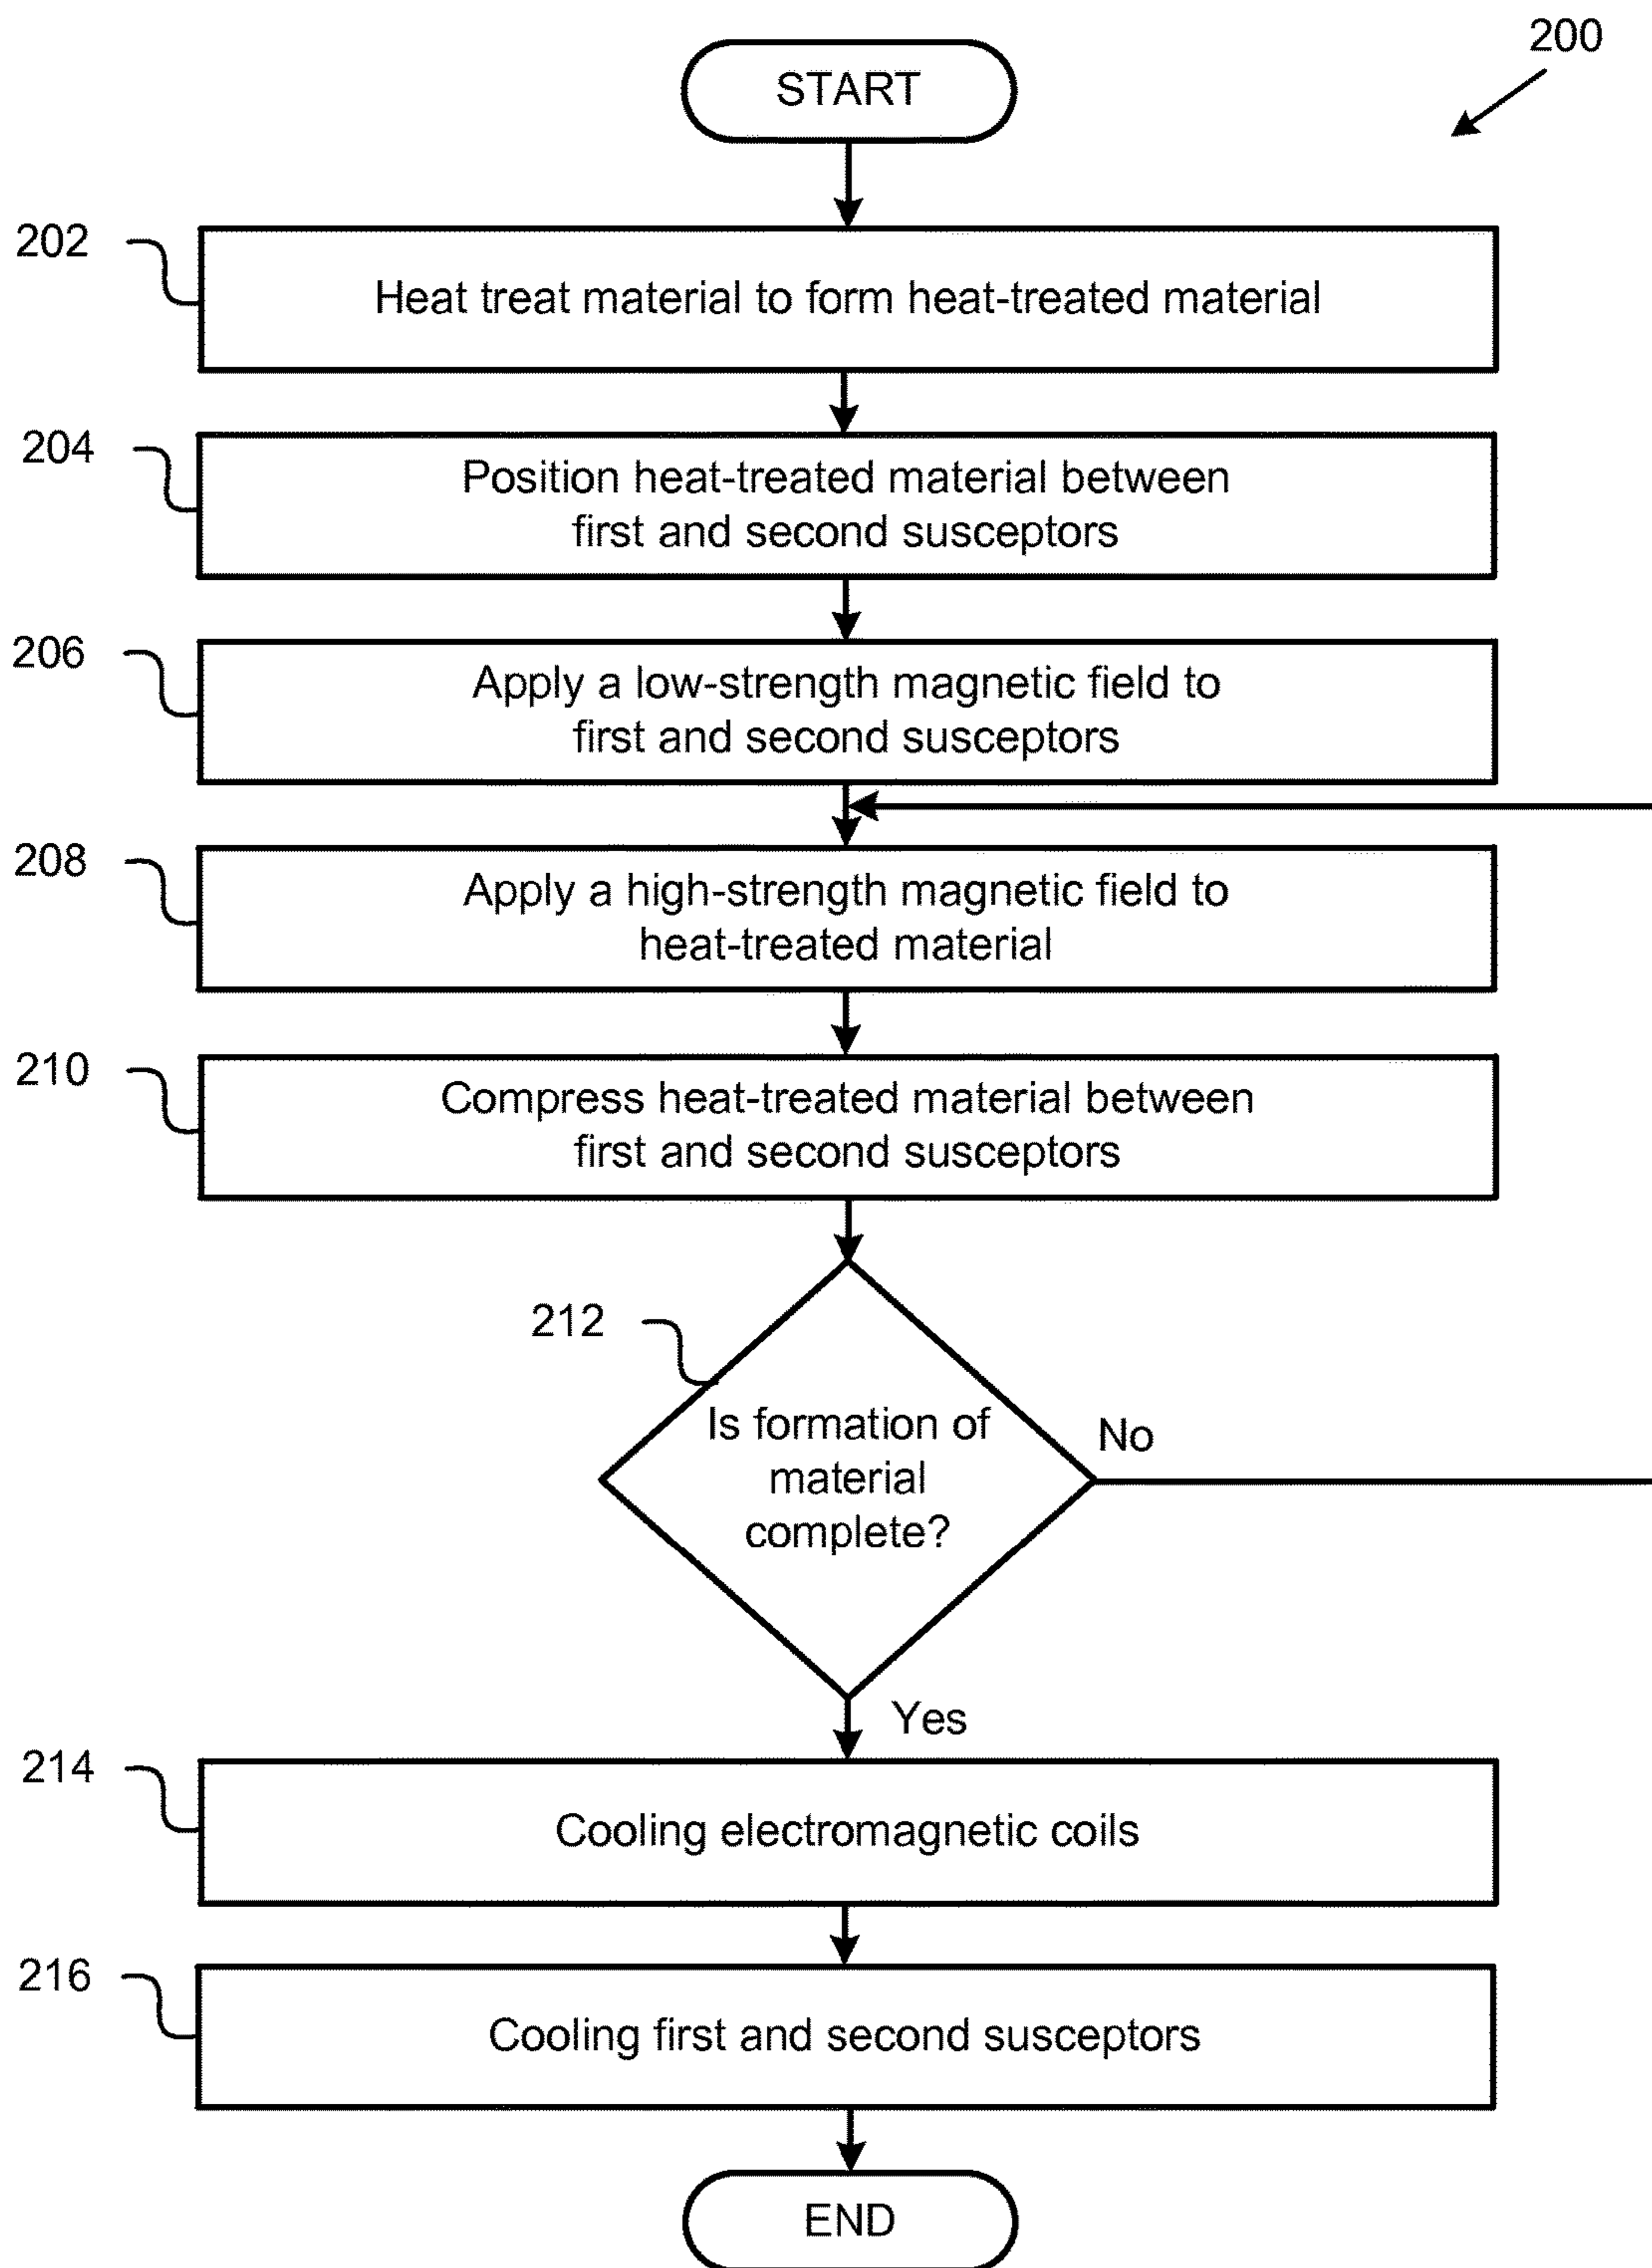 200
START
202
Heat treat material to form heat-treated material
204
Position heat-treated material between
first and second susceptors
206
Apply a low-strength magnetic field to
first and second susceptors
208
Apply a high-strength magnetic field to
heat-treated material
210
Compress heat-treated material between
first and second susceptors
212
Is formation of
material
complete?
No
Yes
214
Cooling electromagnetic coils
216
Cooling first and second susceptors
END